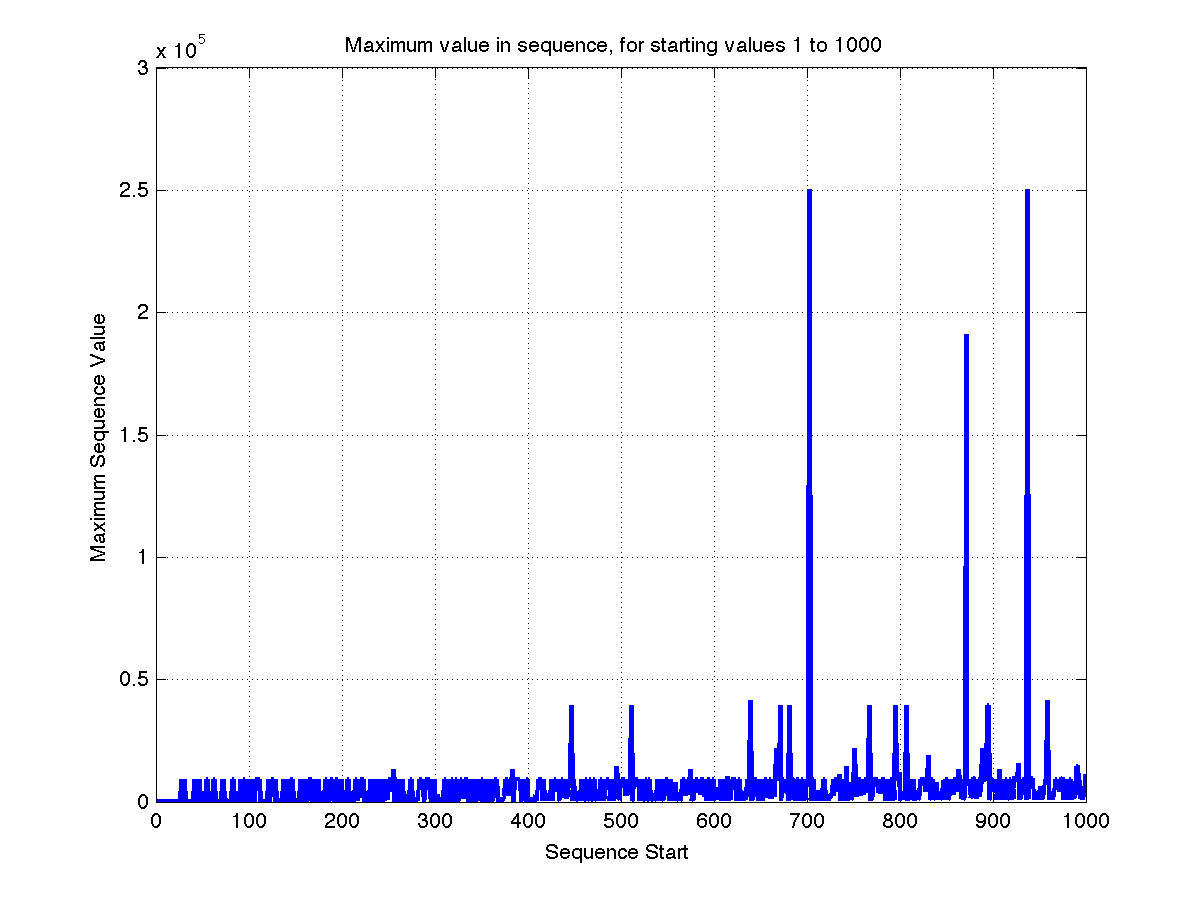 Maximum value in sequence, for starting values 1 to 1000
x 10^5
3
2.5
2
1.5
1
0.5
0
Maximum Sequence Value
0 100 200 300 400 500 600 700 800 900 1000
Sequence Start